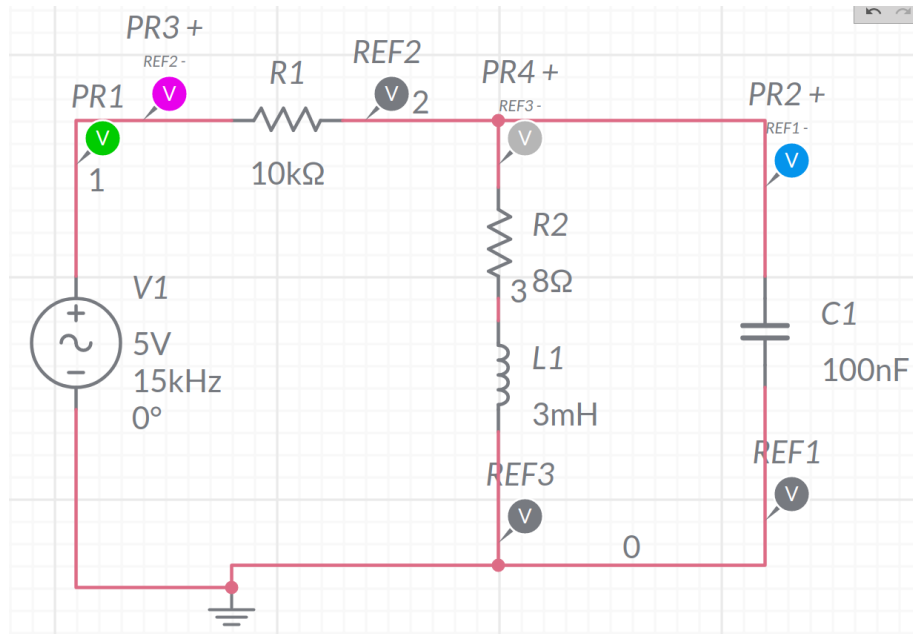 PR3 +
REF2 -
V
PR1
V
1
R1
10kΩ
REF2
V
2
PR4 +
REF3 -
V
PR2 +
REF1 -
V
R2
8Ω
3
V1
5V
15kHz
0°
L1
3mH
C1
100nF
REF3
V
REF1
V
0